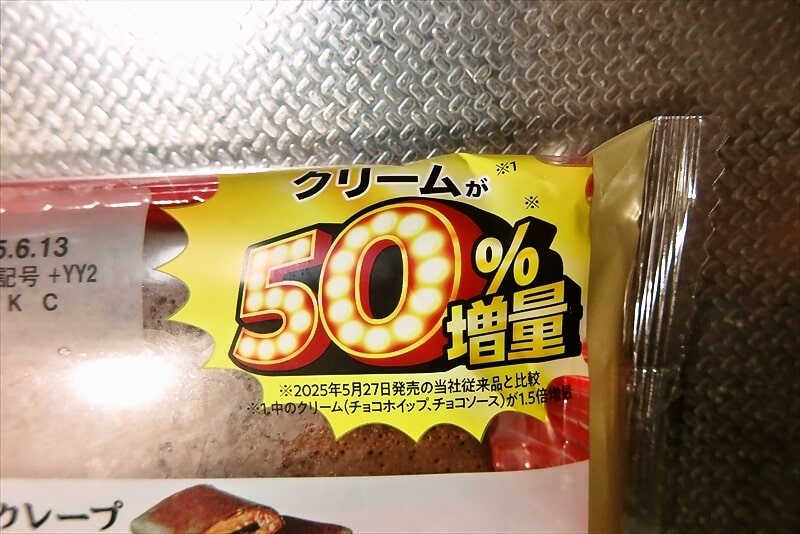 クリームが※1
50%※
増量
※2025年5月27日発売の当社従来品と比較
※1 中のクリーム(チョコホイップ、チョコソース)が1.5倍増量
5.6.13
記号 +YY2
K C
クレープ